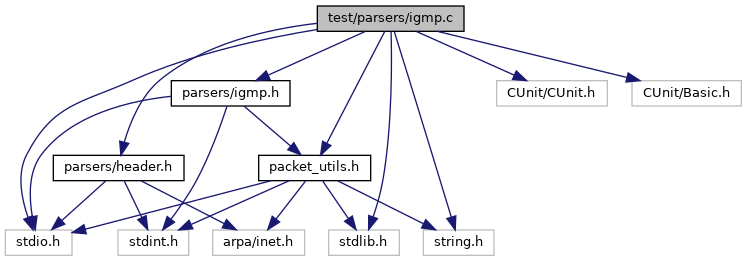 test/parsers/igmp.c
parsers/igmp.h
CUnit/CUnit.h
CUnit/Basic.h
parsers/header.h
packet_utils.h
stdio.h
stdint.h
arpa/inet.h
stdlib.h
string.h